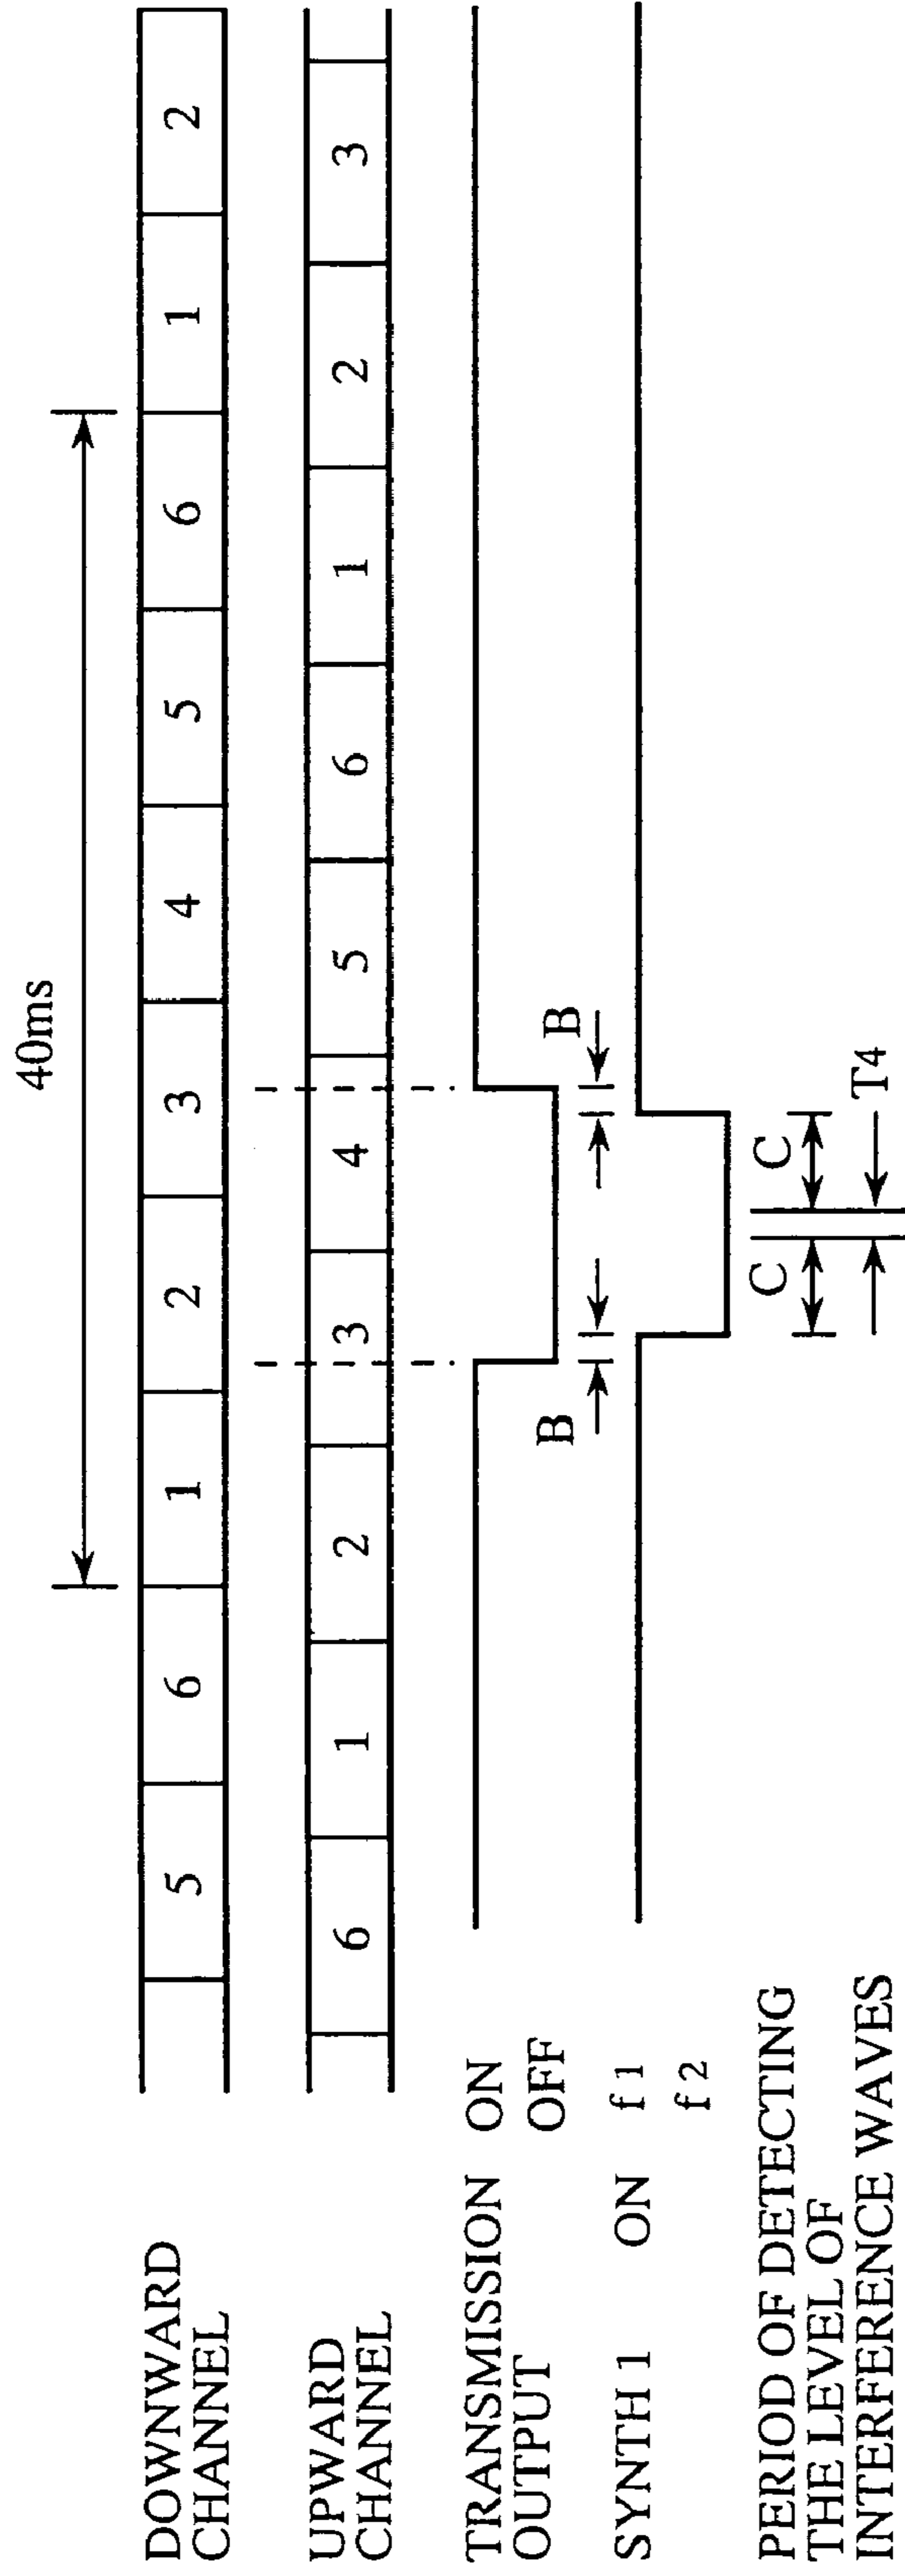 40ms
DOWNWARD
CHANNEL
5 6 1 2 3 4 5 6 1 2
UPWARD
CHANNEL
6 1 2 3 4 5 6 1 2 3
TRANSMISSION ON
OUTPUT OFF
B B
SYNTH 1 ON f 1
f 2
PERIOD OF DETECTING
THE LEVEL OF
INTERFERENCE WAVES
C C
T4